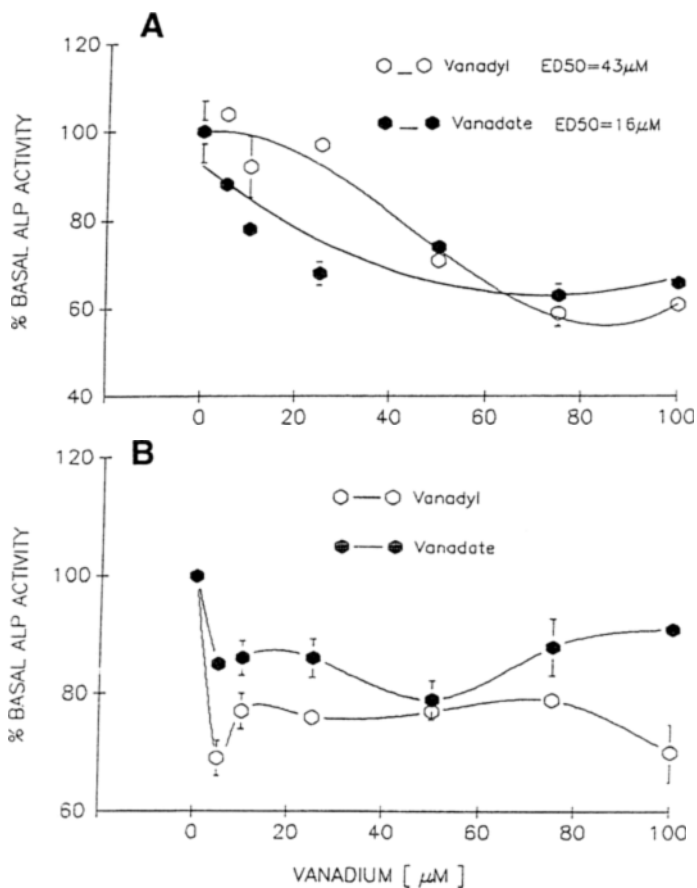 A
120
100
80
60
40
% BASAL ALP ACTIVITY
Vanadyl ED50=43μM
Vanadate ED50=16μM
0 20 40 60 80 100
B
120
100
80
60
% BASAL ALP ACTIVITY
Vanadyl
Vanadate
0 20 40 60 80 100
VANADIUM [ μM ]